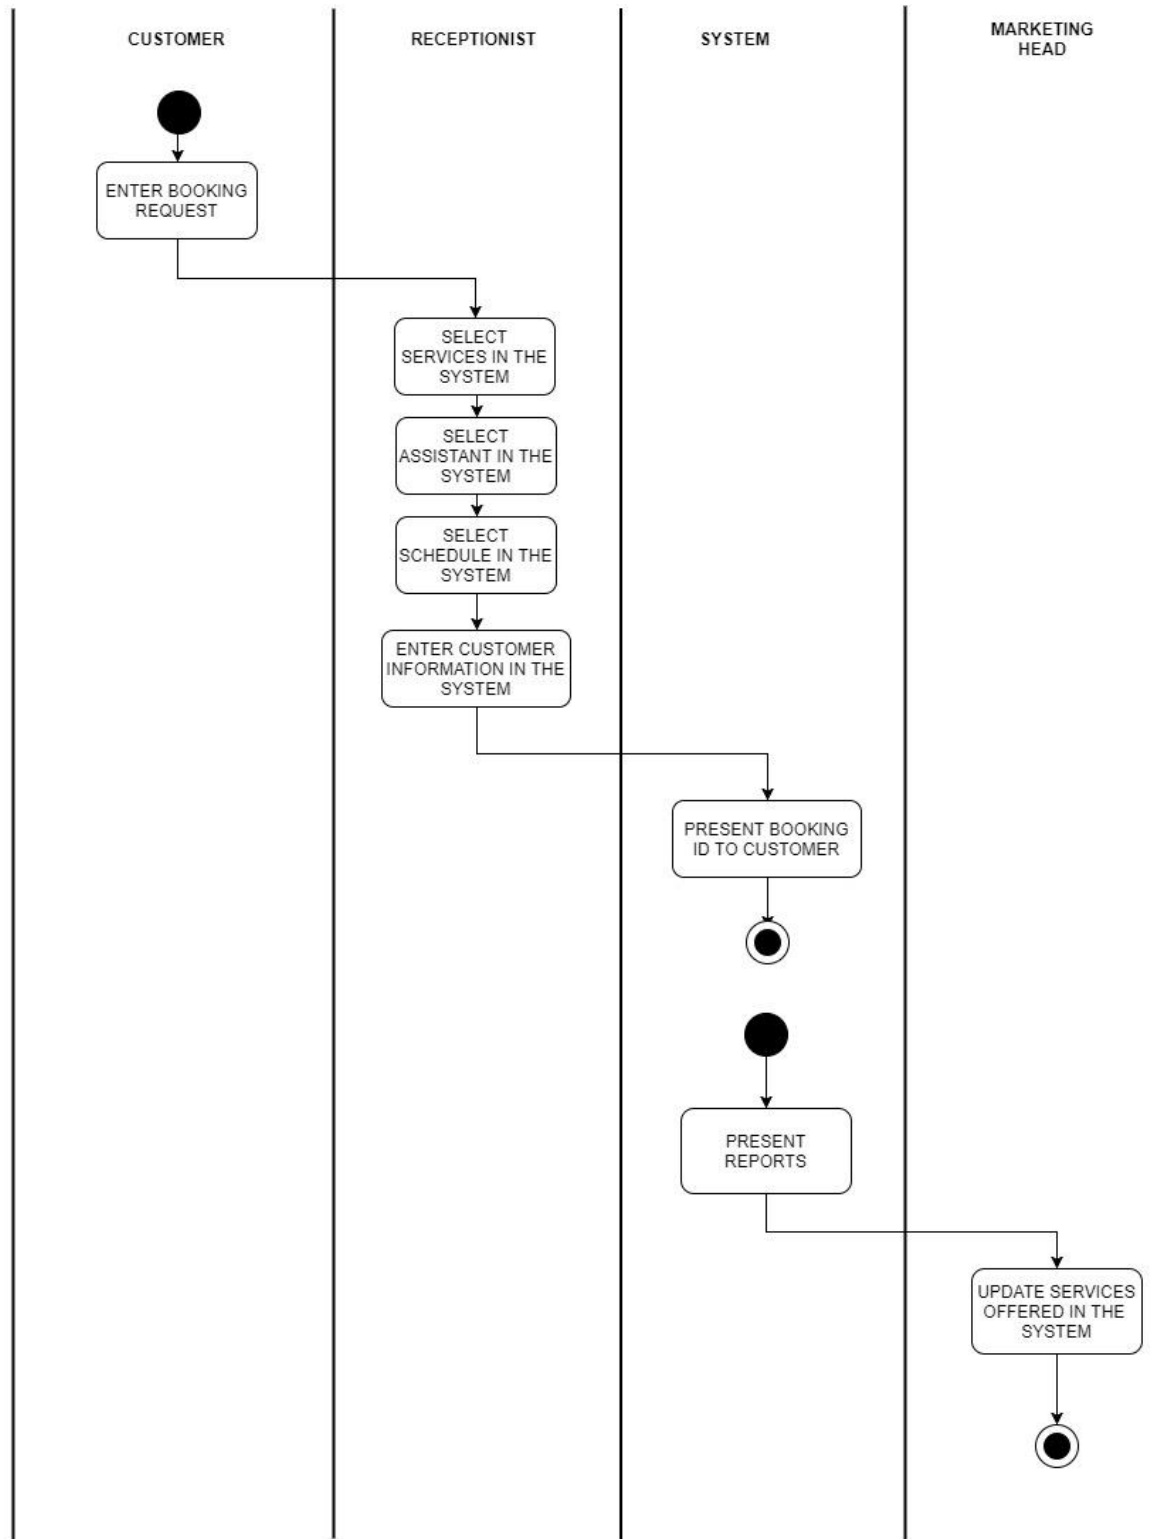 CUSTOMER
RECEPTIONIST
SYSTEM
MARKETING
HEAD
ENTER BOOKING
REQUEST
SELECT
SERVICES IN THE
SYSTEM
SELECT
ASSISTANT IN THE
SYSTEM
SELECT
SCHEDULE IN THE
SYSTEM
ENTER CUSTOMER
INFORMATION IN THE
SYSTEM
PRESENT BOOKING
ID TO CUSTOMER
PRESENT
REPORTS
UPDATE SERVICES
OFFERED IN THE
SYSTEM